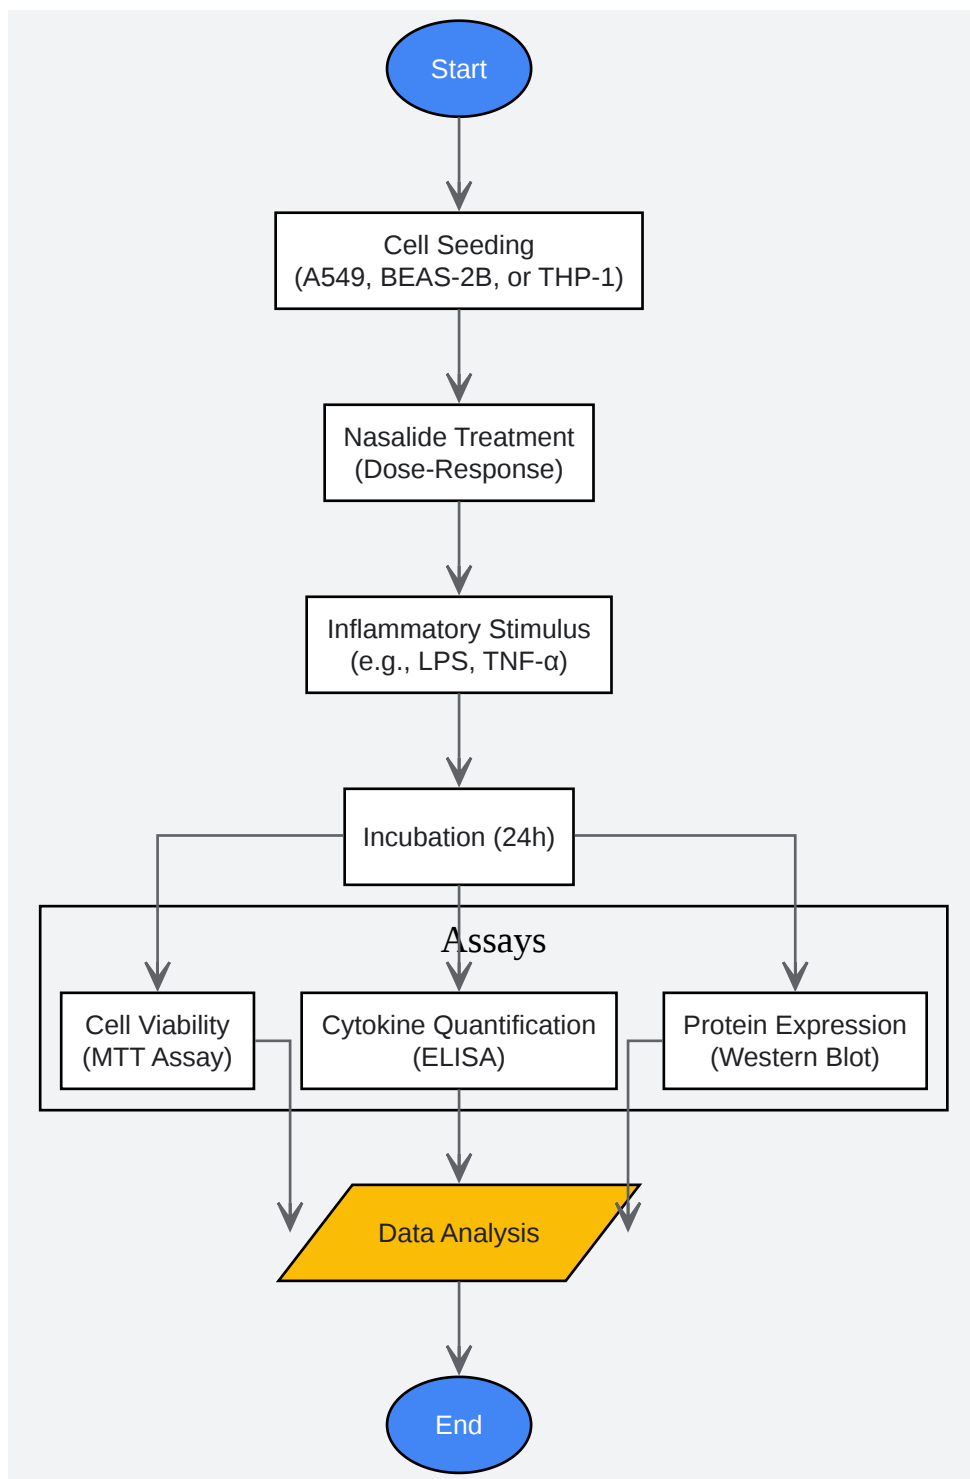 Start
Cell Seeding
(A549, BEAS-2B, or THP-1)
Nasalide Treatment
(Dose-Response)
Inflammatory Stimulus
(e.g., LPS, TNF-α)
Incubation (24h)
Assays
Cell Viability
(MTT Assay)
Cytokine Quantification
(ELISA)
Protein Expression
(Western Blot)
Data Analysis
End